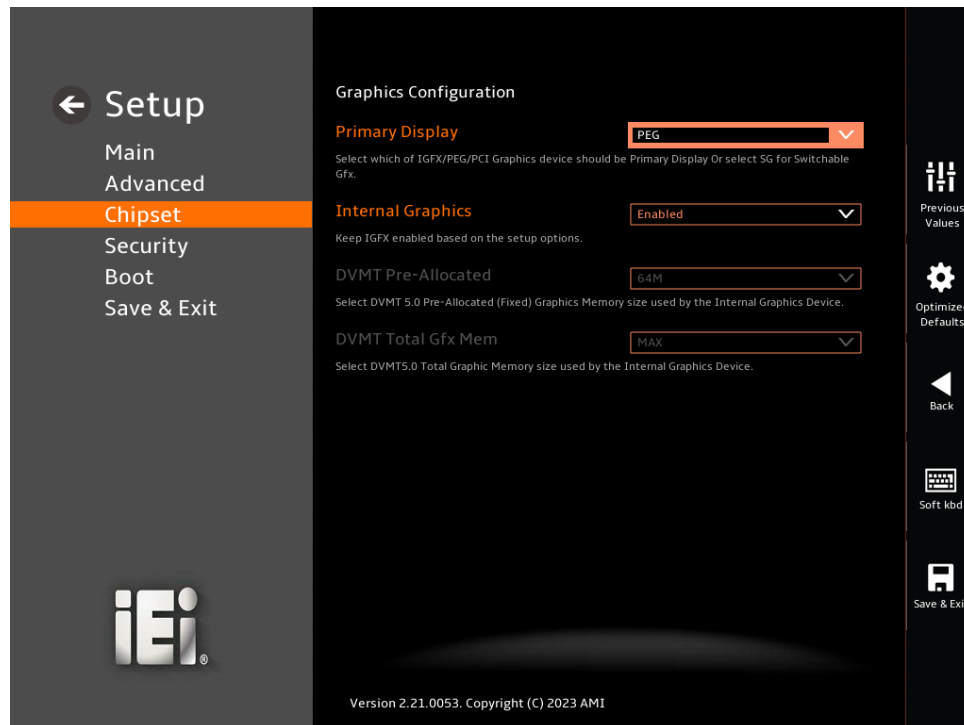 Setup
Main
Advanced
Chipset
Security
Boot
Save & Exit
iEi®
Graphics Configuration
Primary Display
PEG
Select which of IGFX/PEG/PCI Graphics device should be Primary Display Or select SG for Switchable
Gfx.
Internal Graphics
Enabled
Keep IGFX enabled based on the setup options.
DVMT Pre-Allocated
64M
Select DVMT 5.0 Pre-Allocated (Fixed) Graphics Memory size used by the Internal Graphics Device.
DVMT Total Gfx Mem
MAX
Select DVMT5.0 Total Graphic Memory size used by the Internal Graphics Device.
Version 2.21.0053. Copyright (C) 2023 AMI
Previous
Values
Optimize
Defaults
Back
Soft kbd
Save & Exi